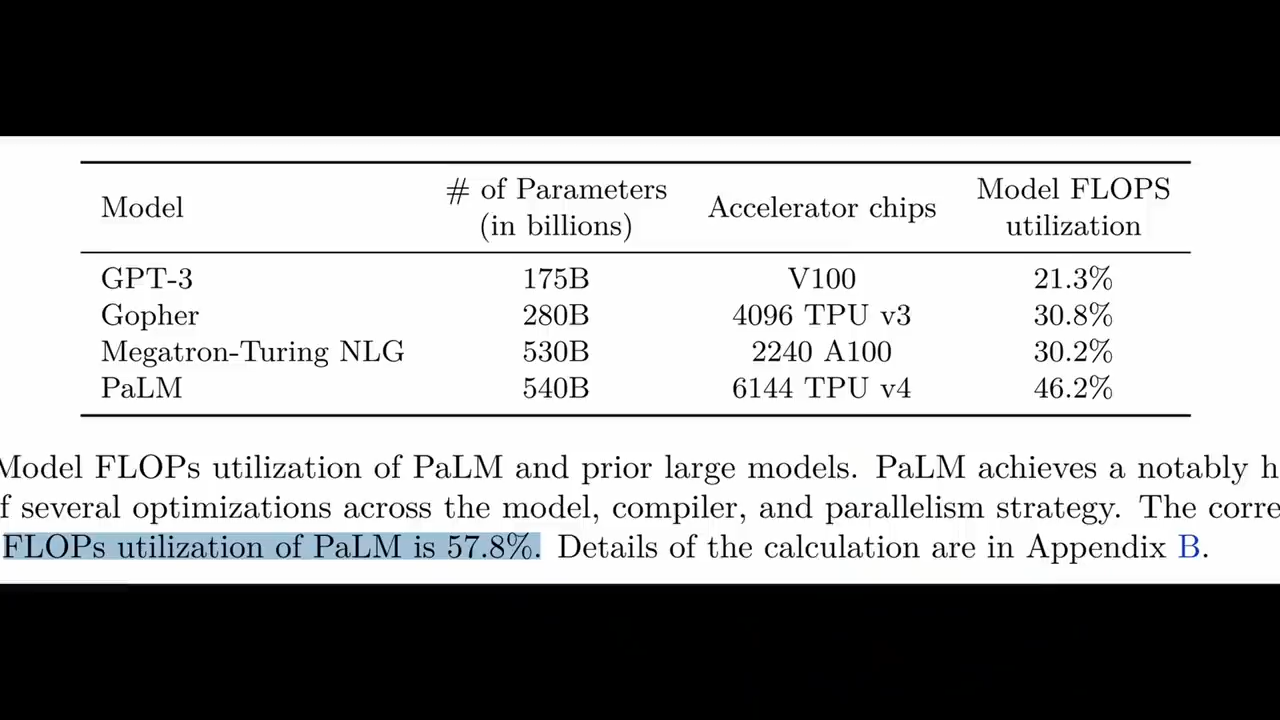 Model # of Parameters (in billions) Accelerator chips Model FLOPS utilization
GPT-3 175B V100 21.3%
Gopher 280B 4096 TPU v3 30.8%
Megatron-Turing NLG 530B 2240 A100 30.2%
PaLM 540B 6144 TPU v4 46.2%
Model FLOPs utilization of PaLM and prior large models. PaLM achieves a notably h
f several optimizations across the model, compiler, and parallelism strategy. The corre
FLOPs utilization of PaLM is 57.8%. Details of the calculation are in Appendix B.